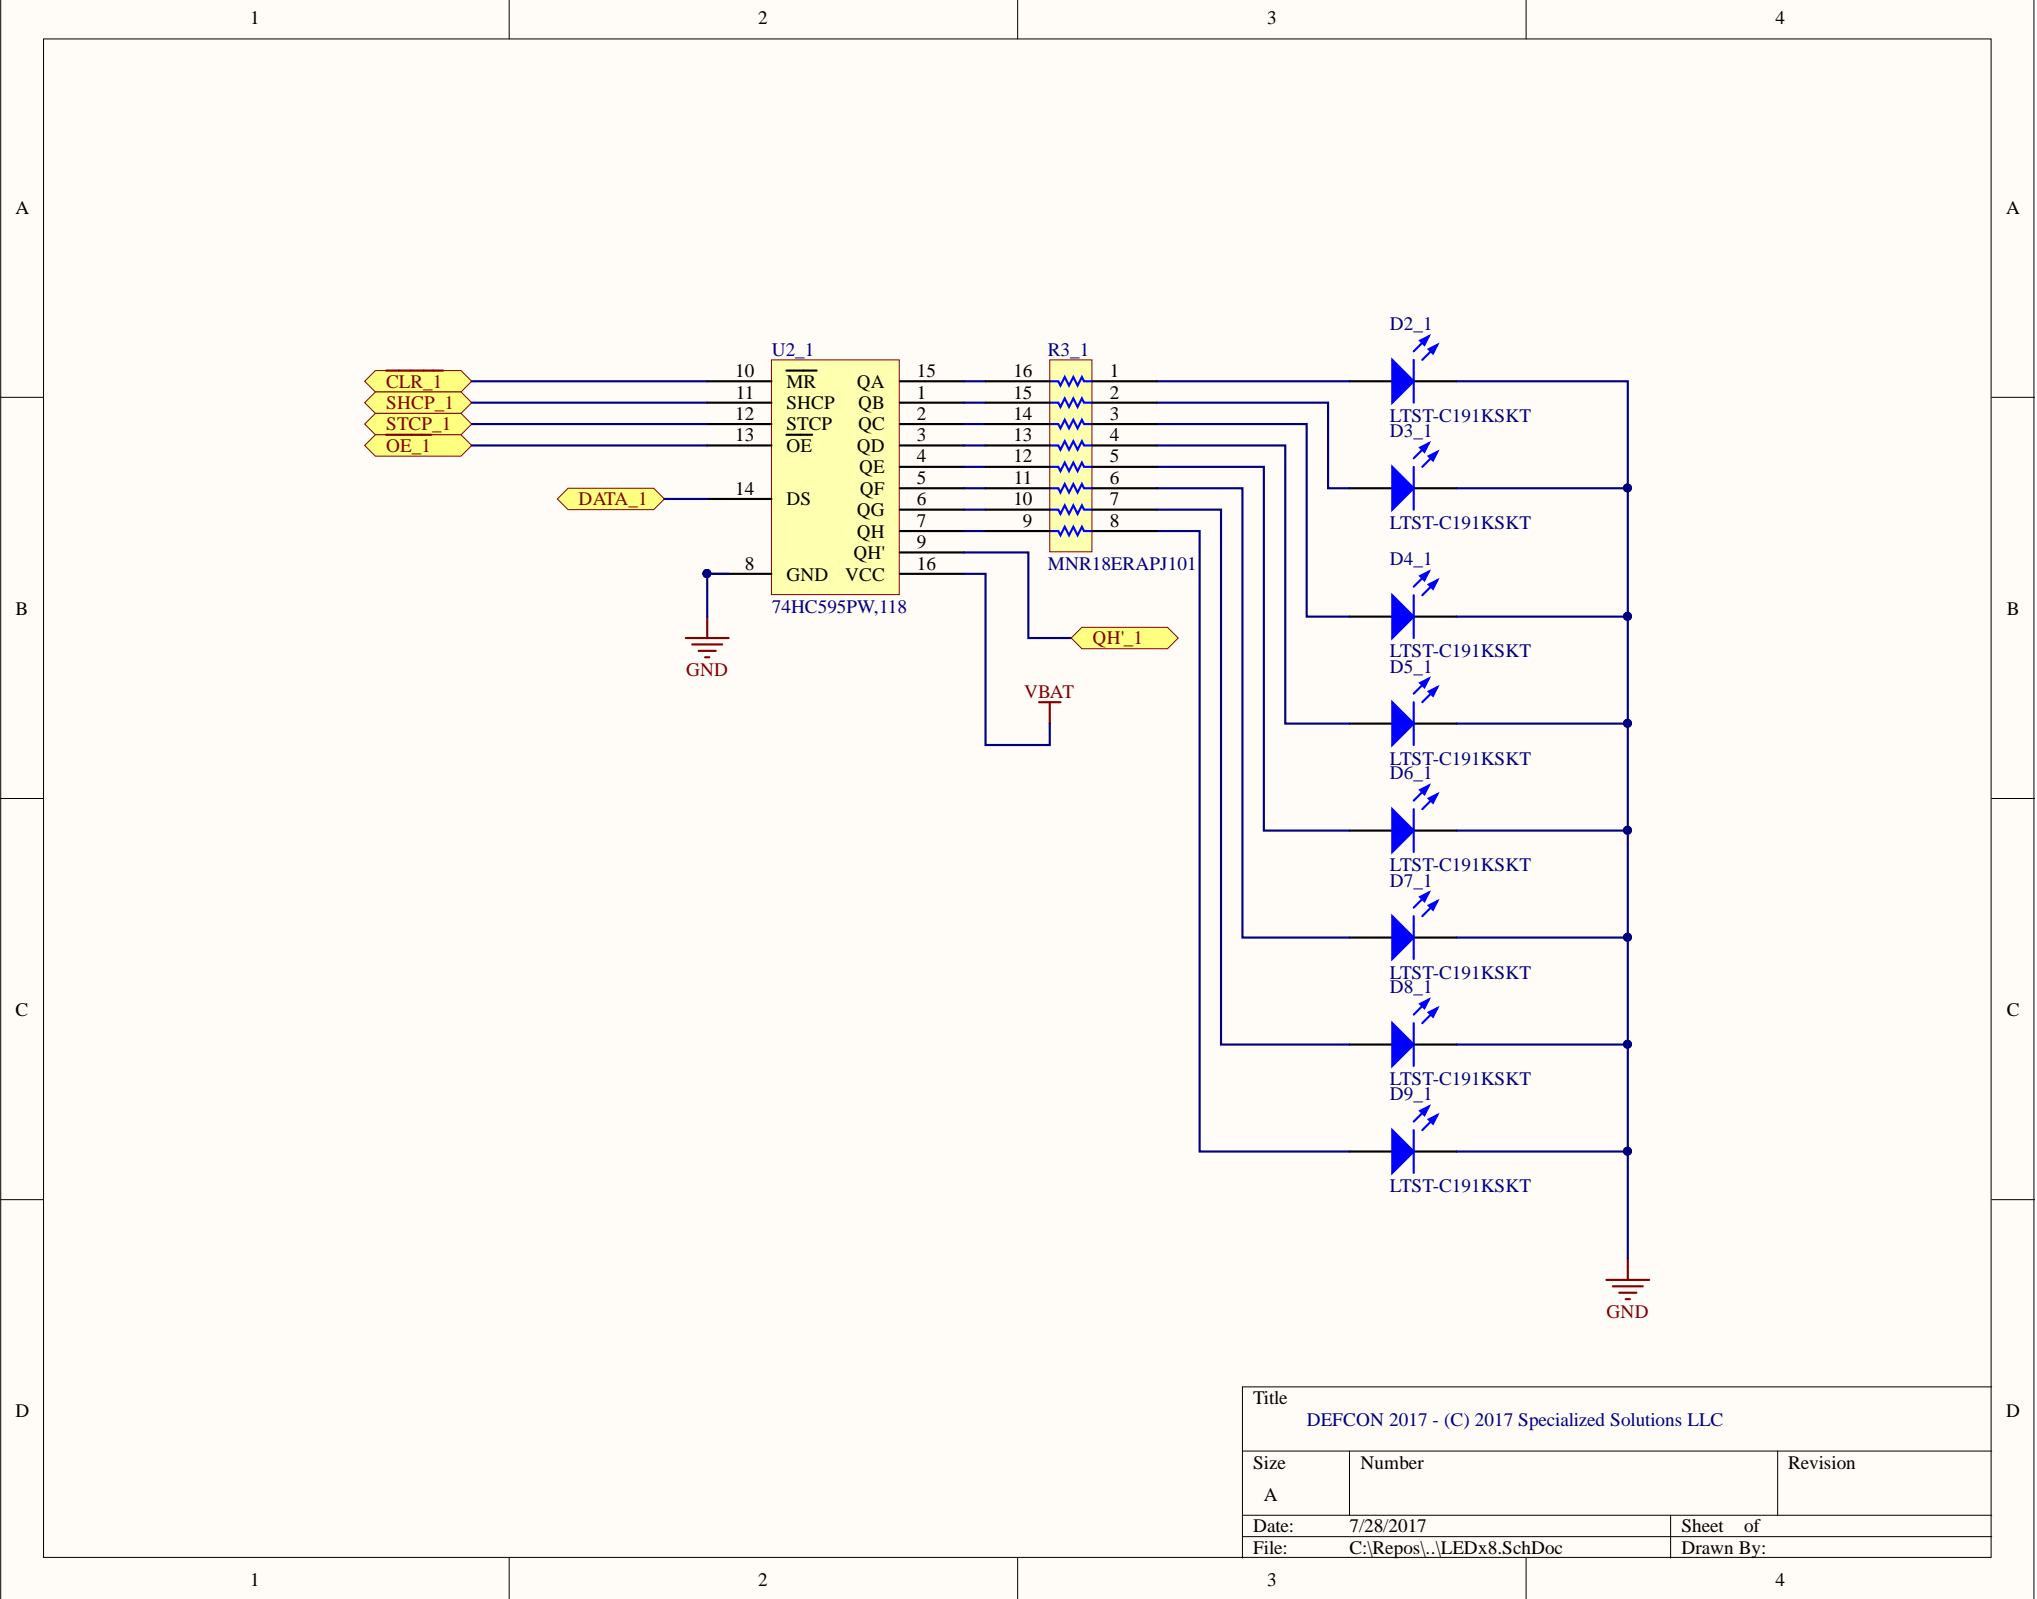 1 2 3 4
A A
B B
C C
D D
CLR_1
SHCP_1
STCP_1
OE_1
DATA_1
U2_1
10 MR QA 15
11 SHCP QB 1
12 STCP QC 2
13 OE QD 3
QE 4
14 DS QF 5
QG 6
QH 7
QH' 9
8 GND VCC 16
74HC595PW,118
GND
R3_1
16 1
15 2
14 3
13 4
12 5
11 6
10 7
9 8
MNR18ERAPJ101
QH'_1
VBAT
D2_1
LTST-C191KSKT
D3_1
LTST-C191KSKT
D4_1
LTST-C191KSKT
D5_1
LTST-C191KSKT
D6_1
LTST-C191KSKT
D7_1
LTST-C191KSKT
D8_1
LTST-C191KSKT
D9_1
LTST-C191KSKT
GND
Title
DEFCON 2017 - (C) 2017 Specialized Solutions LLC
Size Number Revision
A
Date: 7/28/2017 Sheet of
File: C:\Repos\..\LEDx8.SchDoc Drawn By:
1 2 3 4